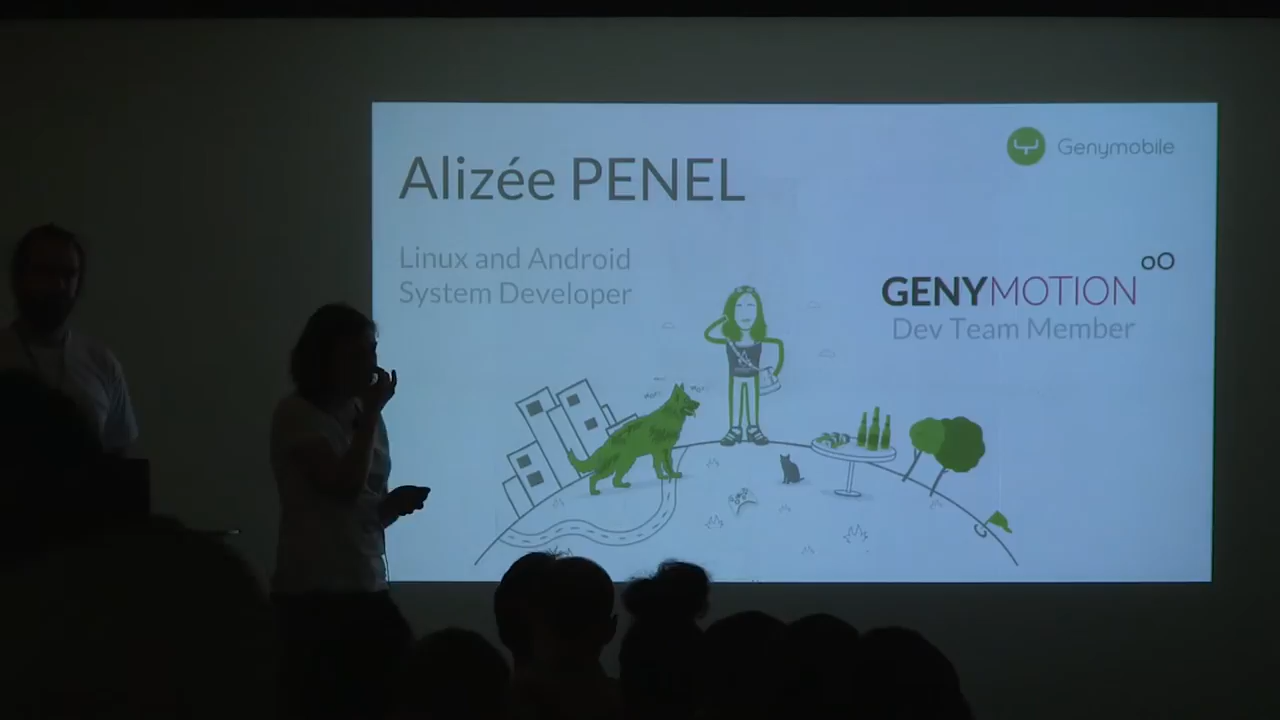 Genymobile
Alizée PENEL
Linux and Android
System Developer
GENYMOTION
Dev Team Member